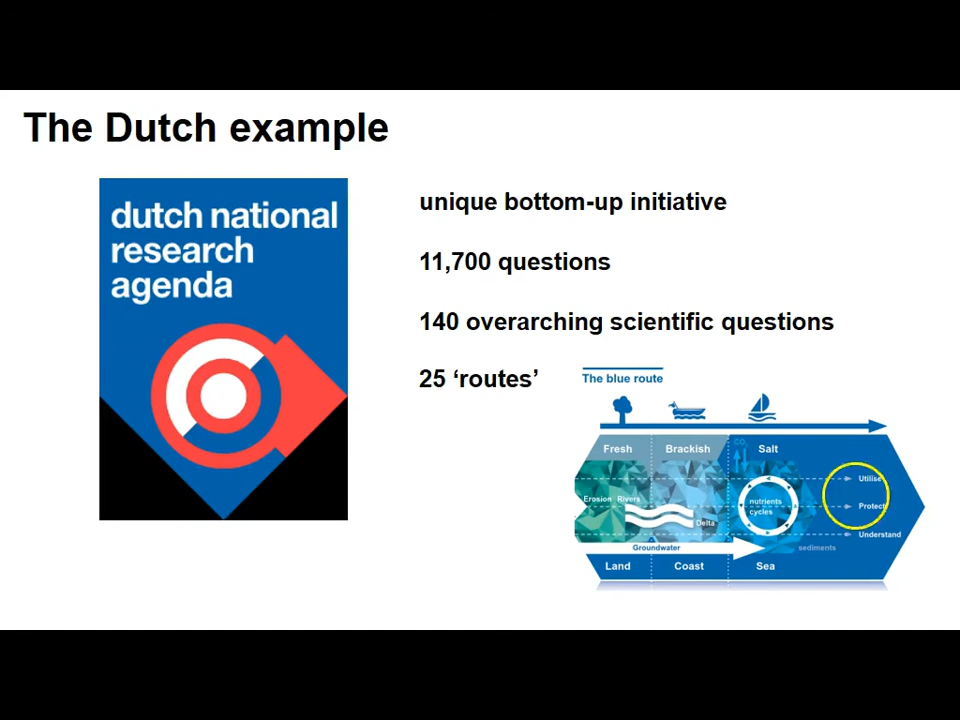 The Dutch example
dutch national
research
agenda
unique bottom-up initiative
11,700 questions
140 overarching scientific questions
25 ‘routes’
The blue route
Fresh
Brackish
Salt
CO₂
Erosion
Rivers
Delta
nutrients
cycles
Utilise
Protect
Understand
Groundwater
sediments
Land
Coast
Sea